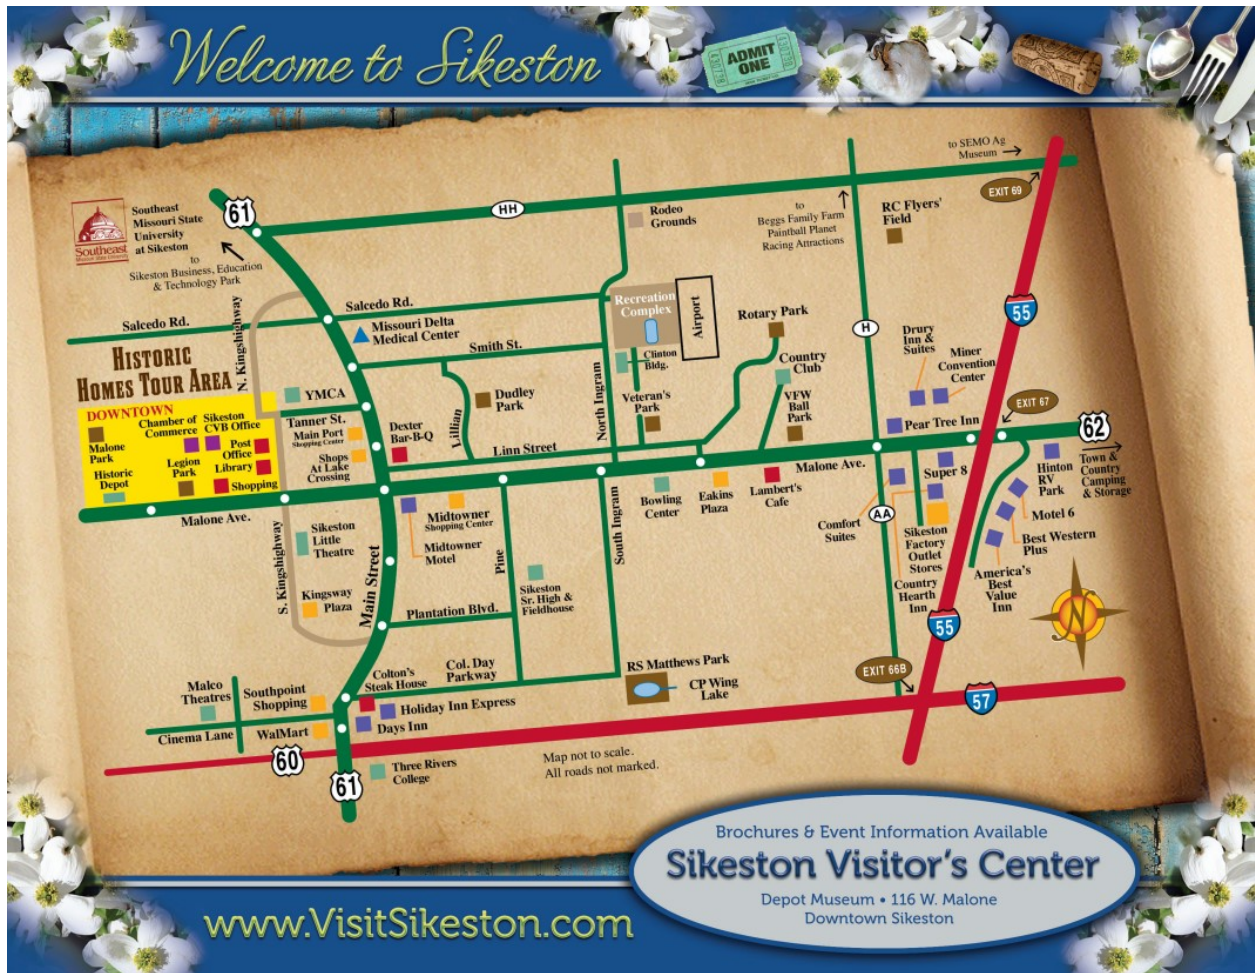 Welcome to Sikeston
ADMIT
ONE
to SEMO Ag
Museum
EXIT 69
61
HH
Southeast
Missouri State
University
at Sikeston
Southeast
to
Sikeston Business, Education
& Technology Park
Rodeo
Grounds
to
Beggs Family Farm
Paintball Planet
Racing Attractions
RC Flyers'
Field
55
Salcedo Rd.
Salcedo Rd.
N. Kingshighway
Missouri Delta
Medical Center
Recreation
Complex
Airport
Rotary Park
H
Drury
Inn &
Suites
Miner
Convention
Center
HISTORIC
HOMES TOUR AREA
Smith St.
Clinton
Bldg.
Country
Club
YMCA
Dudley
Park
Lillian
North Ingram
Veteran's
Park
VFW
Ball
Park
EXIT 67
DOWNTOWN
Chamber of
Commerce
Sikeston
CVB Office
Malone
Park
Post
Office
Legion
Park
Library
Historic
Depot
Shopping
Tanner St.
Main Port
Shopping Center
Shops
At Lake
Crossing
Dexter
Bar-B-Q
Linn Street
Pear Tree Inn
62
Malone Ave.
Malone Ave.
Super 8
Hinton
RV
Park
Town &
Country
Camping
& Storage
Midtowner
Shopping Center
Midtowner
Motel
Bowling
Center
Eakins
Plaza
Lambert's
Cafe
Comfort
Suites
AA
Sikeston
Factory
Outlet
Stores
Motel 6
Best Western
Plus
S. Kingshighway
Sikeston
Little
Theatre
Main Street
Pine
South Ingram
Sikeston
Sr. High &
Fieldhouse
Country
Hearth
Inn
America's
Best
Value
Inn
Kingsway
Plaza
Plantation Blvd.
55
N
Malco
Theatres
Southpoint
Shopping
Colton's
Steak House
Col. Day
Parkway
RS Matthews Park
CP Wing
Lake
EXIT 66B
57
Cinema Lane
WalMart
Holiday Inn Express
Days Inn
60
61
Three Rivers
College
Map not to scale.
All roads not marked.
Brochures & Event Information Available
Sikeston Visitor's Center
Depot Museum • 116 W. Malone
Downtown Sikeston
www.VisitSikeston.com